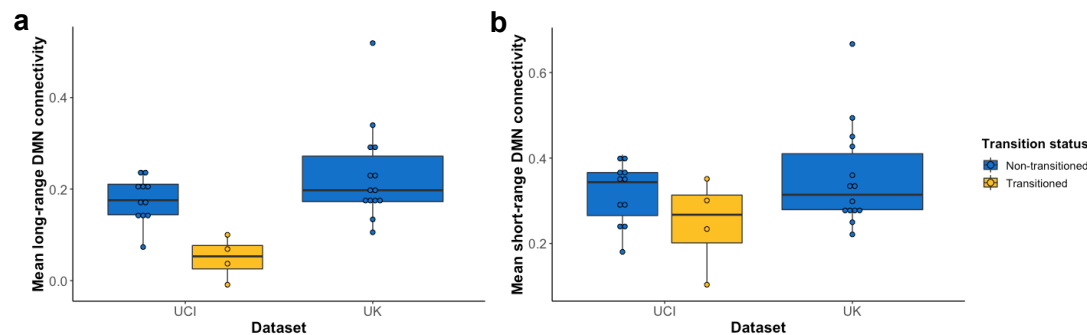 a
Mean long-range DMN connectivity
0.4
0.2
0.0
UCI
UK
Dataset
b
Mean short-range DMN connectivity
0.6
0.4
0.2
UCI
UK
Dataset
Transition status
Non-transitioned
Transitioned